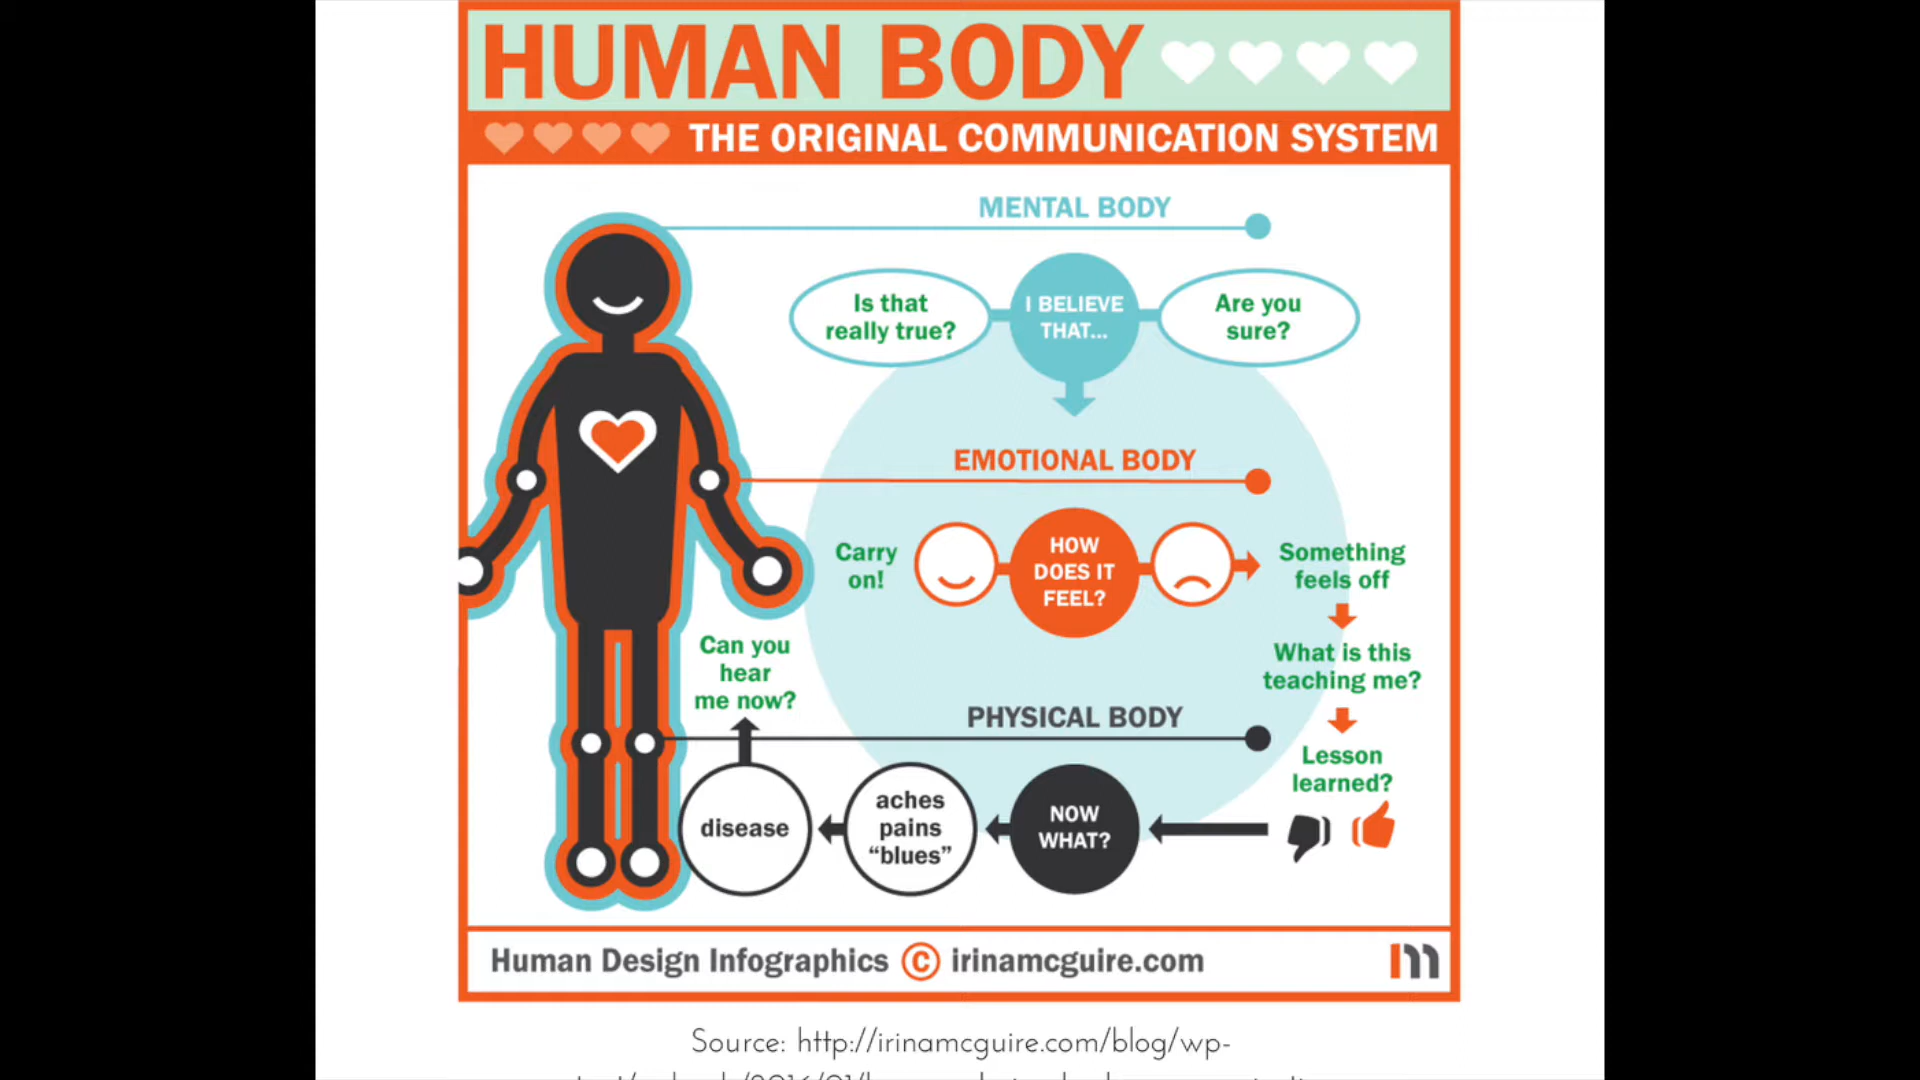 HUMAN BODY
THE ORIGINAL COMMUNICATION SYSTEM
MENTAL BODY
Is that
really true?
I BELIEVE
THAT...
Are you
sure?
EMOTIONAL BODY
Carry
on!
HOW
DOES IT
FEEL?
Something
feels off
What is this
teaching me?
Lesson
learned?
PHYSICAL BODY
NOW
WHAT?
aches
pains
“blues”
disease
Can you
hear
me now?
Human Design Infographics © irinamcguire.com
m
Source: http://irinamcguire.com/blog/wp-